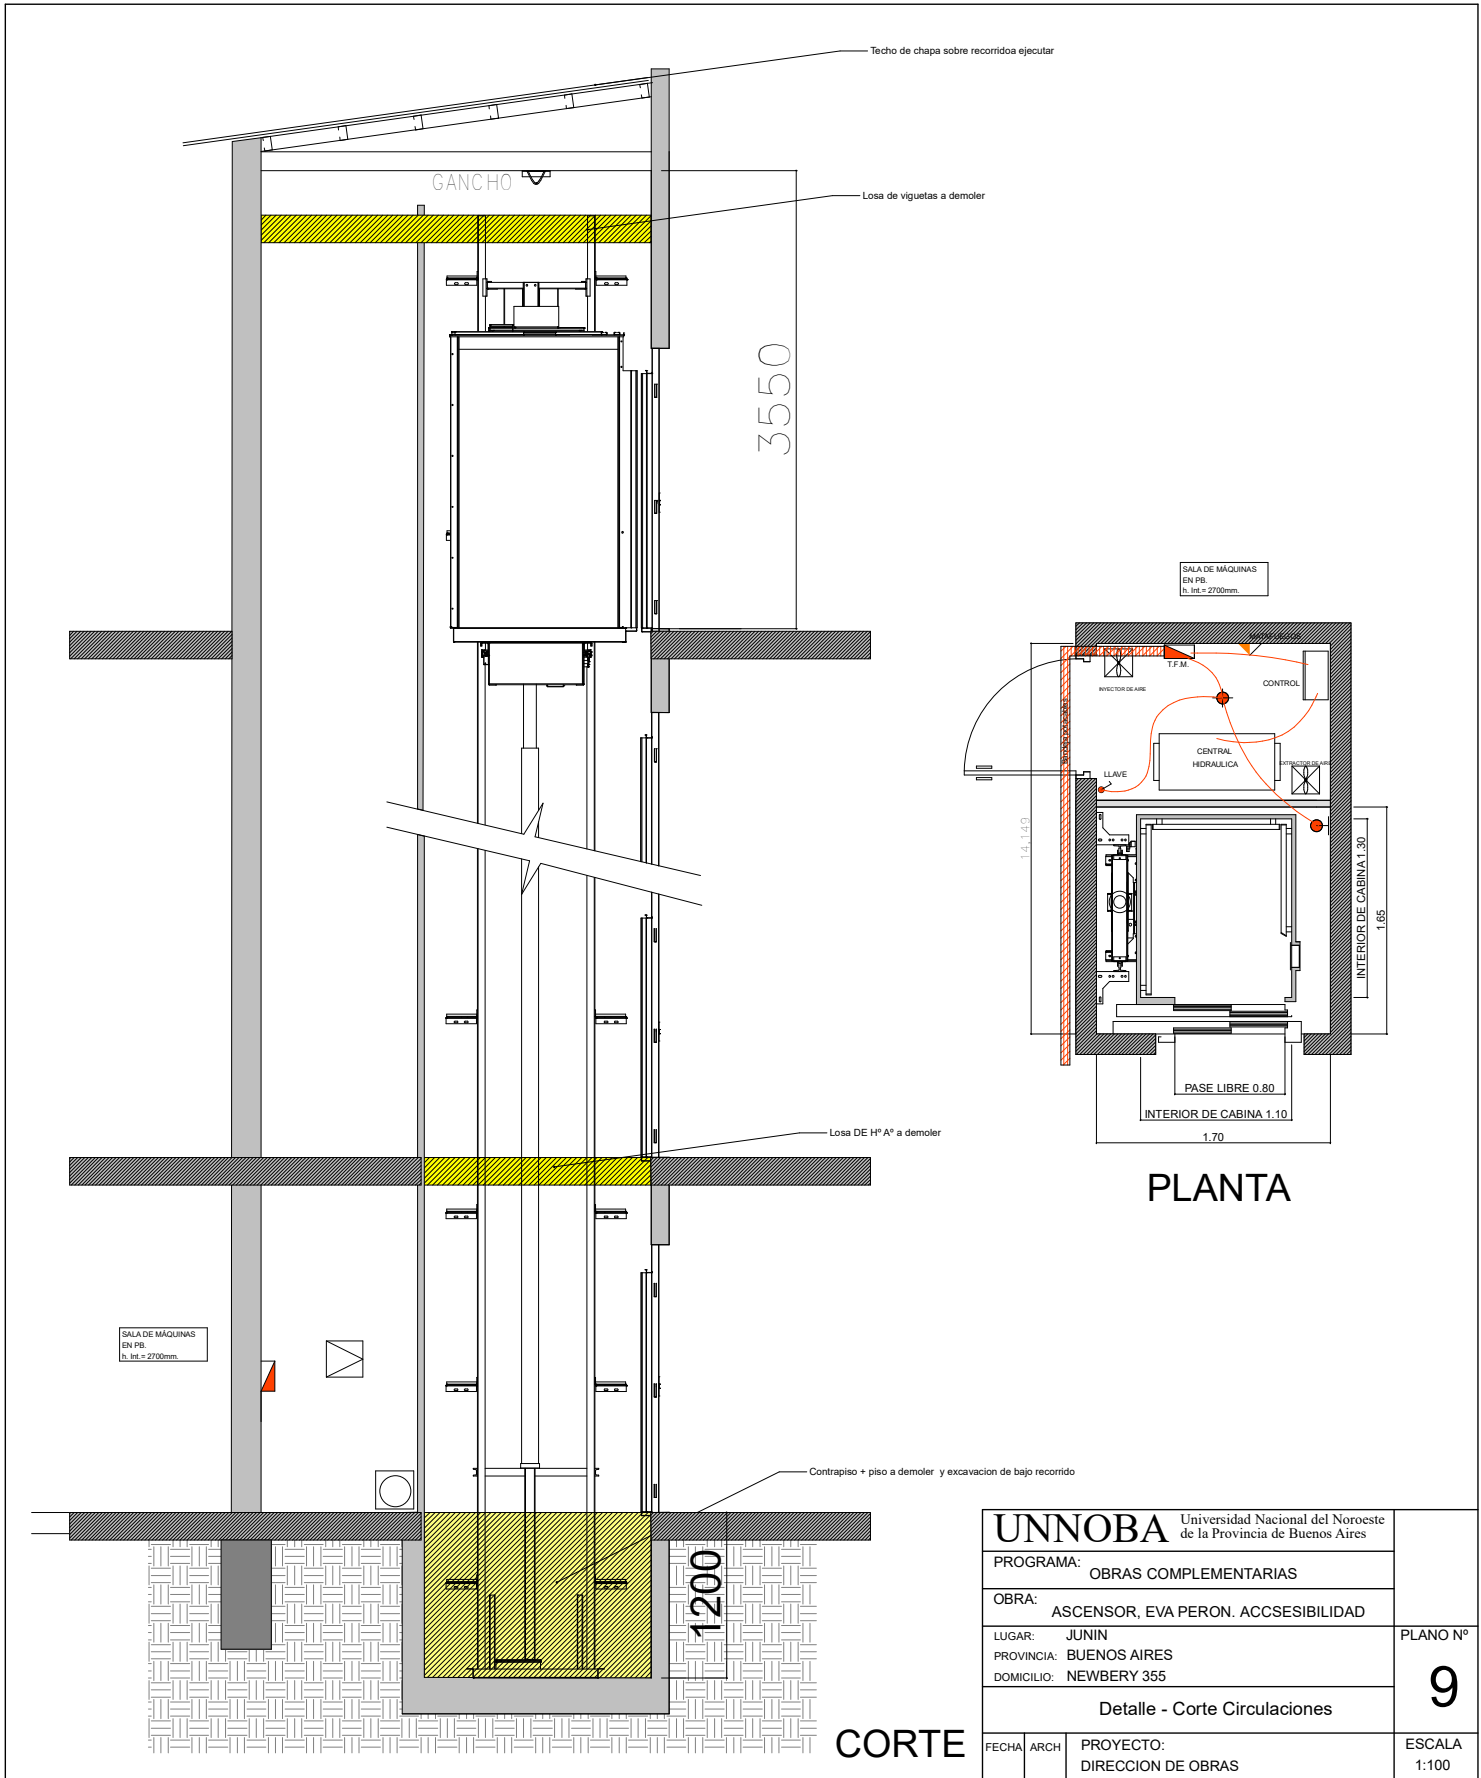 Techo de chapa sobre recorridoa ejecutar
GANCHO
Losa de viguetas a demoler
3550
SALA DE MÁQUINAS
EN PB.
h. Int.= 2700mm.
MATAFUEGOS
T.F.M.
INYECTOR DE AIRE
CONTROL
CENTRAL
HIDRAULICA
EXTRACTOR DE AIRE
LLAVE
14,149
INTERIOR DE CABINA 1.30
1.65
PASE LIBRE 0.80
INTERIOR DE CABINA 1.10
1.70
PLANTA
Losa DE Hº Aº a demoler
SALA DE MÁQUINAS
EN PB.
h. Int.= 2700mm.
Contrapiso + piso a demoler y excavacion de bajo recorrido
1200
CORTE
UNNOBA Universidad Nacional del Noroeste
de la Provincia de Buenos Aires
PROGRAMA: OBRAS COMPLEMENTARIAS
OBRA: ASCENSOR, EVA PERON. ACCSESIBILIDAD
LUGAR: JUNIN
PROVINCIA: BUENOS AIRES
DOMICILIO: NEWBERY 355
PLANO Nº
9
Detalle - Corte Circulaciones
FECHA ARCH PROYECTO:
DIRECCION DE OBRAS
ESCALA
1:100